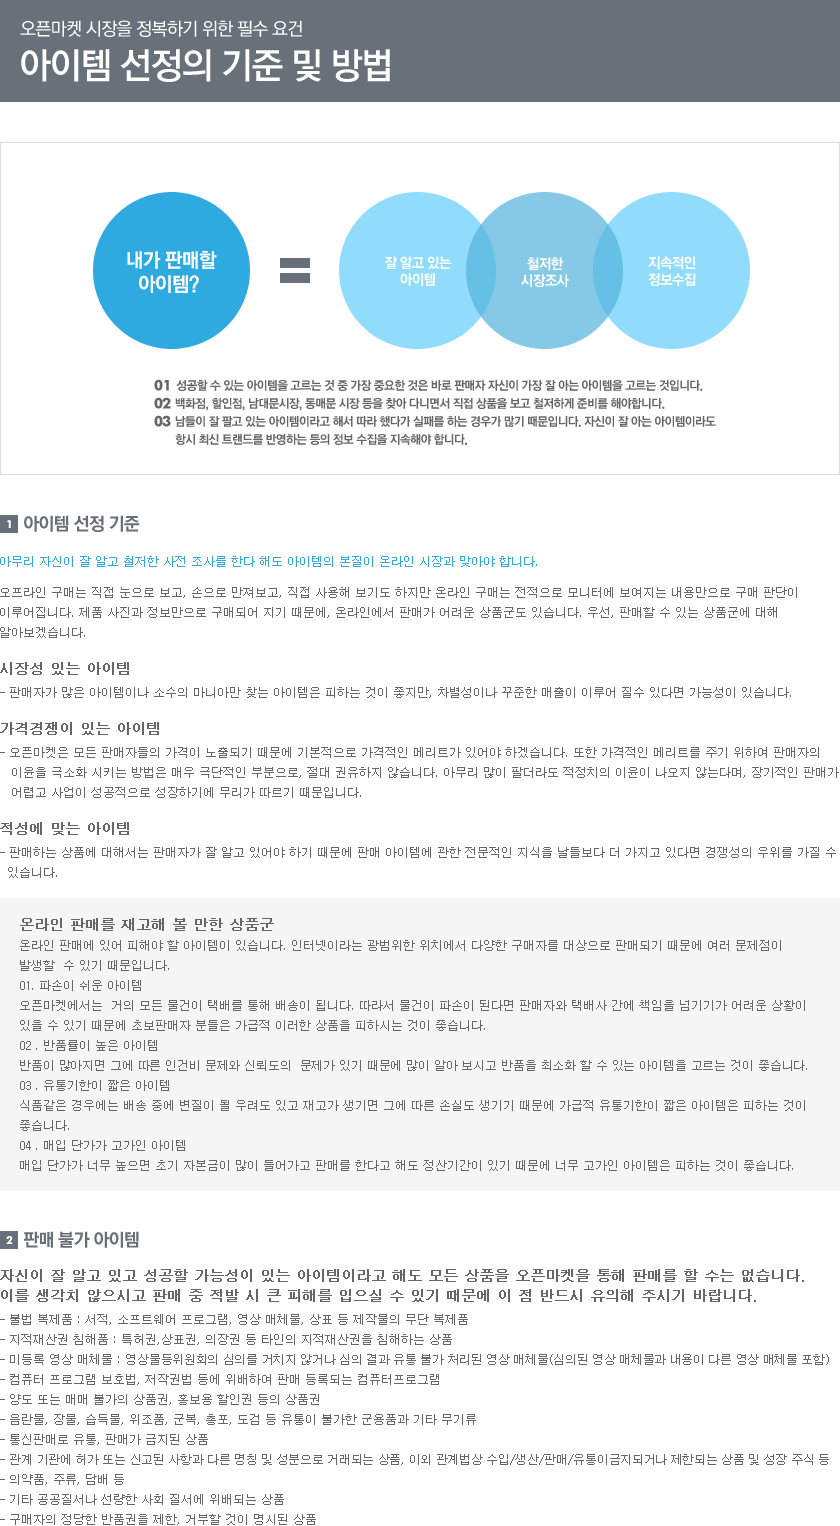 오픈마켓 시장을 정복하기 위한 필수 요건
아이템 선정의 기준 및 방법
내가 판매할
아이템?
잘 알고 있는
아이템
철저한
시장조사
지속적인
정보수집
01 성공할 수 있는 아이템을 고르는 것 중 가장 중요한 것은 바로 판매자 자신이 가장 잘 아는 아이템을 고르는 것입니다.
02 백화점, 할인점, 남대문시장, 동매문 시장 등을 찾아 다니면서 직접 상품을 보고 철저하게 준비를 해야합니다.
03 남들이 잘 팔고 있는 아이템이라고 해서 따라 했다가 실패를 하는 경우가 많기 때문입니다. 자신이 잘 아는 아이템이라도
항시 최신 트랜드를 반영하는 등의 정보 수집을 지속해야 합니다.
1 아이템 선정 기준
아무리 자신이 잘 알고 철저한 사전 조사를 한다 해도 아이템의 본질이 온라인 시장과 맞아야 합니다.
오프라인 구매는 직접 눈으로 보고, 손으로 만져보고, 직접 사용해 보기도 하지만 온라인 구매는 전적으로 모니터에 보여지는 내용만으로 구매 판단이
이루어집니다. 제품 사진과 정보만으로 구매되어 지기 때문에, 온라인에서 판매가 어려운 상품군도 있습니다. 우선, 판매할 수 있는 상품군에 대해
알아보겠습니다.
시장성 있는 아이템
- 판매자가 많은 아이템이나 소수의 마니아만 찾는 아이템은 피하는 것이 좋지만, 차별성이나 꾸준한 매출이 이루어 질수 있다면 가능성이 있습니다.
가격경쟁이 있는 아이템
- 오픈마켓은 모든 판매자들의 가격이 노출되기 때문에 기본적으로 가격적인 메리트가 있어야 하겠습니다. 또한 가격적인 메리트를 주기 위하여 판매자의
이윤을 극소화 시키는 방법은 매우 극단적인 부분으로, 절대 권유하지 않습니다. 아무리 많이 팔더라도 적정치의 이윤이 나오지 않는다며, 장기적인 판매가
어렵고 사업이 성공적으로 성장하기에 무리가 따르기 때문입니다.
적성에 맞는 아이템
- 판매하는 상품에 대해서는 판매자가 잘 알고 있어야 하기 때문에 판매 아이템에 관한 전문적인 지식을 남들보다 더 가지고 있다면 경쟁성의 우위를 가질 수
있습니다.
온라인 판매를 재고해 볼 만한 상품군
온라인 판매에 있어 피해야 할 아이템이 있습니다. 인터넷이라는 광범위한 위치에서 다양한 구매자를 대상으로 판매되기 때문에 여러 문제점이
발생할 수 있기 때문입니다.
01. 파손이 쉬운 아이템
오픈마켓에서는 거의 모든 물건이 택배를 통해 배송이 됩니다. 따라서 물건이 파손이 된다면 판매자와 택배사 간에 책임을 넘기기가 어려운 상황이
있을 수 있기 때문에 초보판매자 분들은 가급적 이러한 상품을 피하시는 것이 좋습니다.
02 . 반품률이 높은 아이템
반품이 많아지면 그에 따른 인건비 문제와 신뢰도의 문제가 있기 때문에 많이 알아 보시고 반품을 최소화 할 수 있는 아이템을 고르는 것이 좋습니다.
03 . 유통기한이 짧은 아이템
식품같은 경우에는 배송 중에 변질이 될 우려도 있고 재고가 생기면 그에 따른 손실도 생기기 때문에 가급적 유통기한이 짧은 아이템은 피하는 것이
좋습니다.
04 . 매입 단가가 고가인 아이템
매입 단가가 너무 높으면 초기 자본금이 많이 들어가고 판매를 한다고 해도 정산기간이 있기 때문에 너무 고가인 아이템은 피하는 것이 좋습니다.
2 판매 불가 아이템
자신이 잘 알고 있고 성공할 가능성이 있는 아이템이라고 해도 모든 상품을 오픈마켓을 통해 판매를 할 수는 없습니다.
이를 생각치 않으시고 판매 중 적발 시 큰 피해를 입으실 수 있기 때문에 이 점 반드시 유의해 주시기 바랍니다.
- 불법 복제품 : 서적, 소프트웨어 프로그램, 영상 매체물, 상표 등 제작물의 무단 복제품
- 지적재산권 침해품 : 특허권,상표권, 의장권 등 타인의 지적재산권을 침해하는 상품
- 미등록 영상 매체물 : 영상물등위원회의 심의를 거치지 않거나 심의 결과 유통 불가 처리된 영상 매체물(심의된 영상 매체물과 내용이 다른 영상 매체물 포함)
- 컴퓨터 프로그램 보호법, 저작권법 등에 위배하여 판매 등록되는 컴퓨터프로그램
- 양도 또는 매매 불가의 상품권, 홍보용 할인권 등의 상품권
- 음란물, 장물, 습득물, 위조품, 군복, 총포, 도검 등 유통이 불가한 군용품과 기타 무기류
- 통신판매로 유통, 판매가 금지된 상품
- 관계 기관에 허가 또는 신고된 사항과 다른 명칭 및 성분으로 거래되는 상품, 이외 관계법상 수입/생산/판매/유통이금지되거나 제한되는 상품 및 성장 주식 등
- 의약품, 주류, 담배 등
- 기타 공공질서나 선량한 사회 질서에 위배되는 상품
- 구매자의 정당한 반품권을 제한, 거부할 것이 명시된 상품